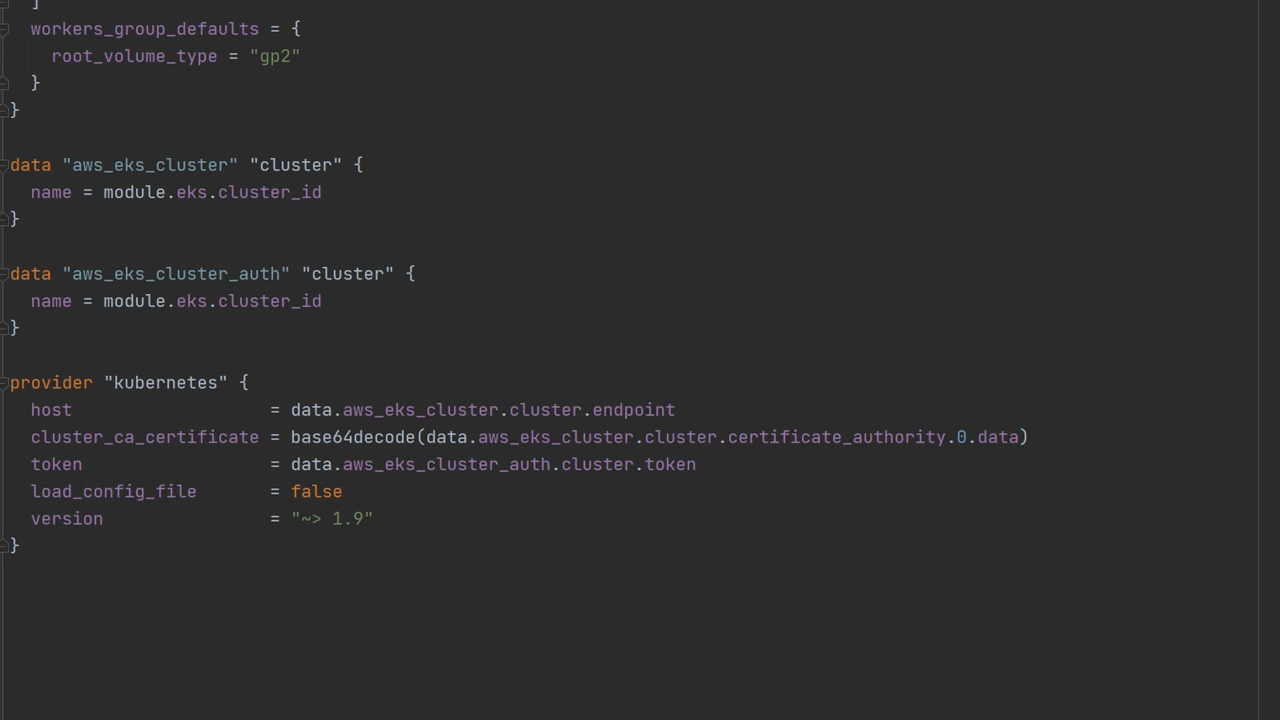 ]
workers_group_defaults = {
root_volume_type = "gp2"
}
}
data "aws_eks_cluster" "cluster" {
name = module.eks.cluster_id
}
data "aws_eks_cluster_auth" "cluster" {
name = module.eks.cluster_id
}
provider "kubernetes" {
host = data.aws_eks_cluster.cluster.endpoint
cluster_ca_certificate = base64decode(data.aws_eks_cluster.cluster.certificate_authority.0.data)
token = data.aws_eks_cluster_auth.cluster.token
load_config_file = false
version = "~> 1.9"
}